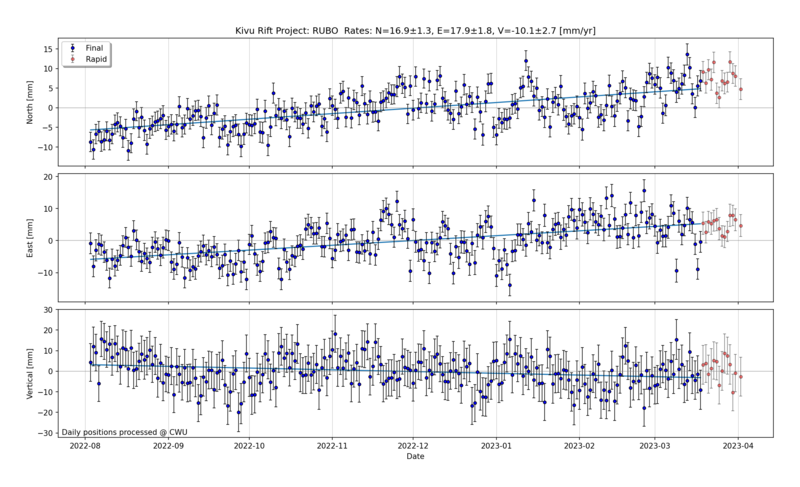 Kivu Rift Project: RUBO Rates: N=16.9±1.3, E=17.9±1.8, V=-10.1±2.7 [mm/yr]
Final
Rapid
15
10
5
0
−5
−10
North [mm]
20
10
0
−10
East [mm]
30
20
10
0
−10
−20
−30
Vertical [mm]
Daily positions processed @ CWU
2022-08 2022-09 2022-10 2022-11 2022-12 2023-01 2023-02 2023-03 2023-04
Date